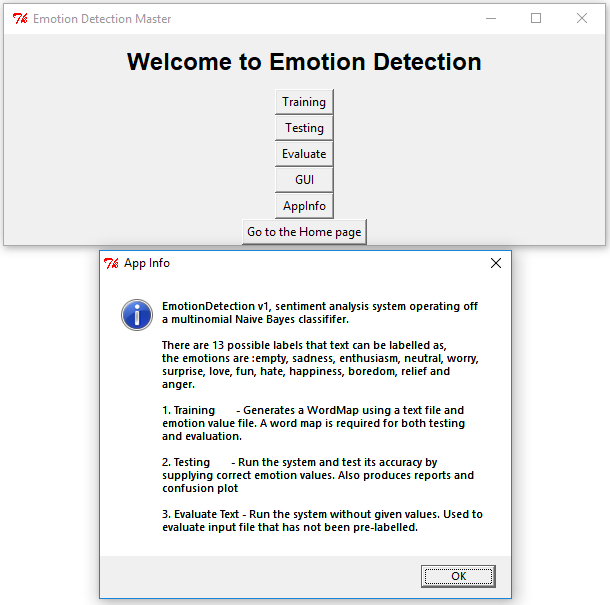 Emotion Detection Master
Welcome to Emotion Detection
Training
Testing
Evaluate
GUI
AppInfo
Go to the Home page
App Info
EmotionDetection v1, sentiment analysis system operating off
a multinomial Naive Bayes classififer.
There are 13 possible labels that text can be labelled as,
the emotions are :empty, sadness, enthusiasm, neutral, worry,
surprise, love, fun, hate, happiness, boredom, relief and
anger.
1. Training - Generates a WordMap using a text file and
emotion value file. A word map is required for both testing
and evaluation.
2. Testing - Run the system and test its accuracy by
supplying correct emotion values. Also produces reports and
confusion plot
3. Evaluate Text - Run the system without given values. Used to
evaluate input file that has not been pre-labelled.
OK